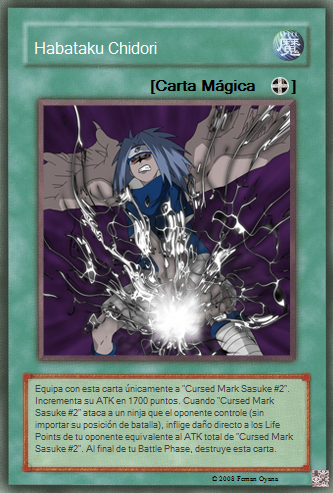 Habataku Chidori
魔
[Carta Mágica ]
Equipa con esta carta únicamente a "Cursed Mark Sasuke #2".
Incrementa su ATK en 1700 puntos. Cuando "Cursed Mark
Sasuke #2" ataca a un ninja que el oponente controle (sin
importar su posición de batalla), inflige daño directo a los Life
Points de tu oponente equivalente al ATK total de "Cursed Mark
Sasuke #2". Al final de tu Battle Phase, destruye esta carta.
© 2008 Fernan Oyana